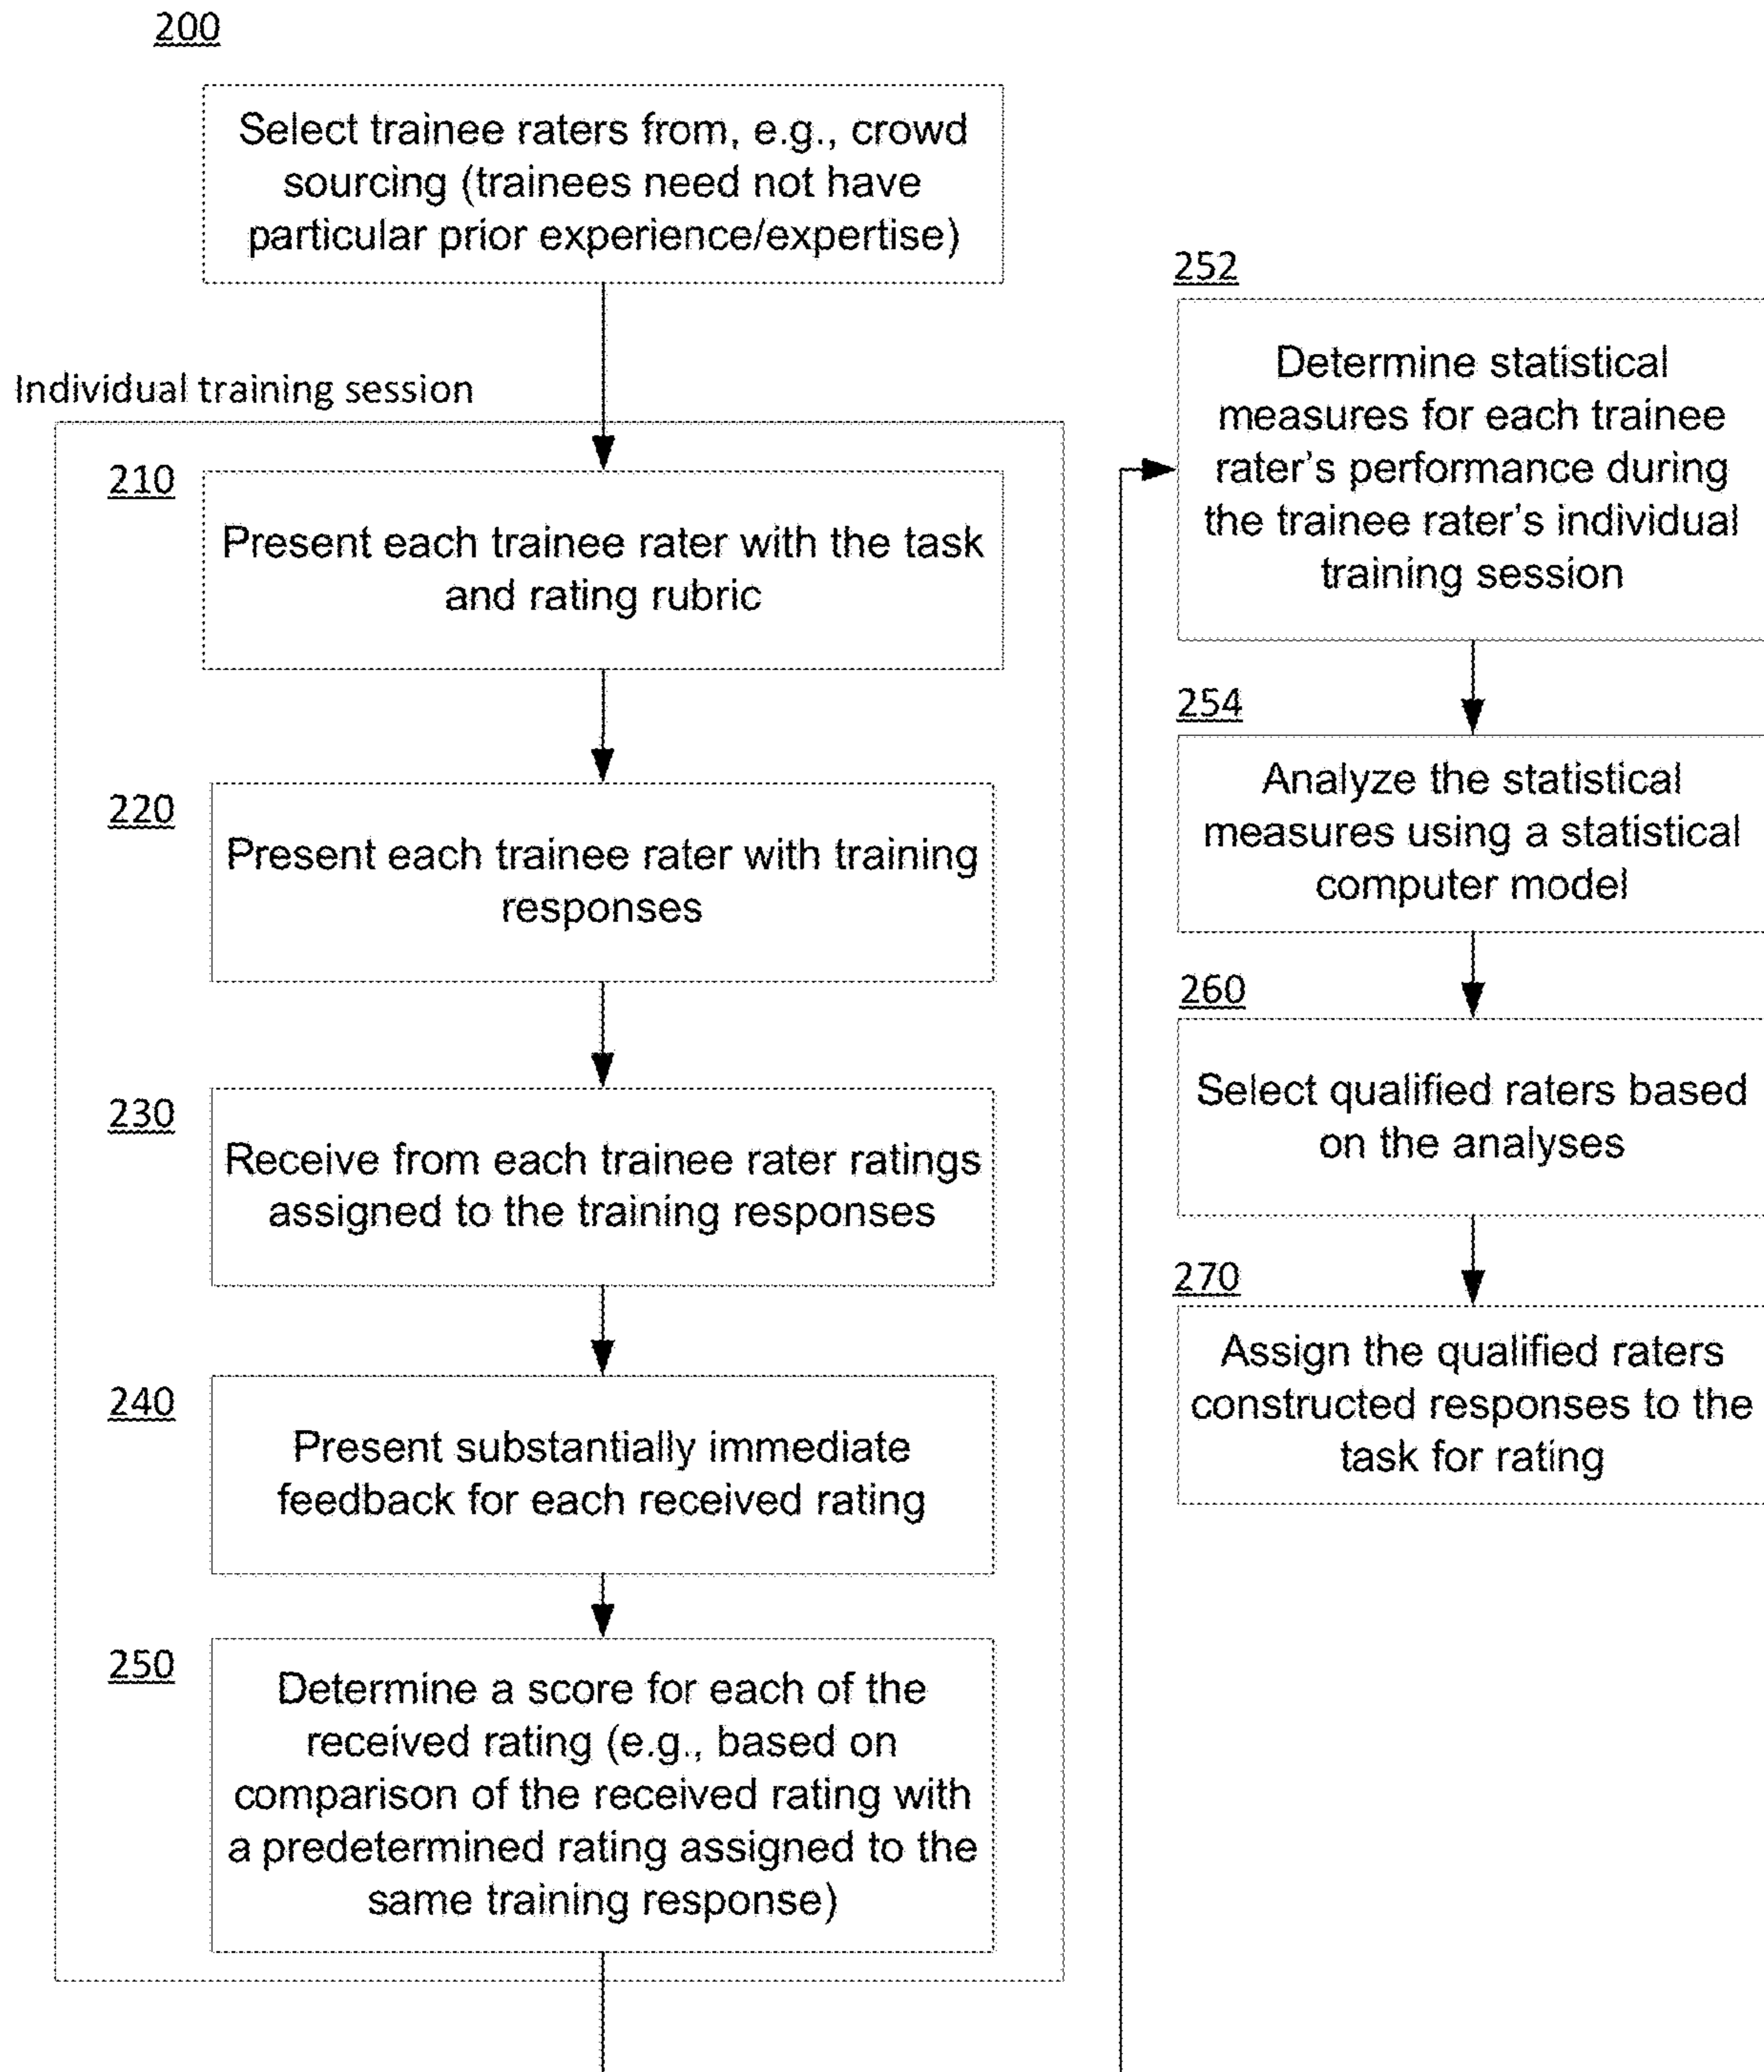 200
Select trainee raters from, e.g., crowd
sourcing (trainees need not have
particular prior experience/expertise)
Individual training session
210
Present each trainee rater with the task
and rating rubric
220
Present each trainee rater with training
responses
230
Receive from each trainee rater ratings
assigned to the training responses
240
Present substantially immediate
feedback for each received rating
250
Determine a score for each of the
received rating (e.g., based on
comparison of the received rating with
a predetermined rating assigned to the
same training response)
252
Determine statistical
measures for each trainee
rater's performance during
the trainee rater's individual
training session
254
Analyze the statistical
measures using a statistical
computer model
260
Select qualified raters based
on the analyses
270
Assign the qualified raters
constructed responses to the
task for rating